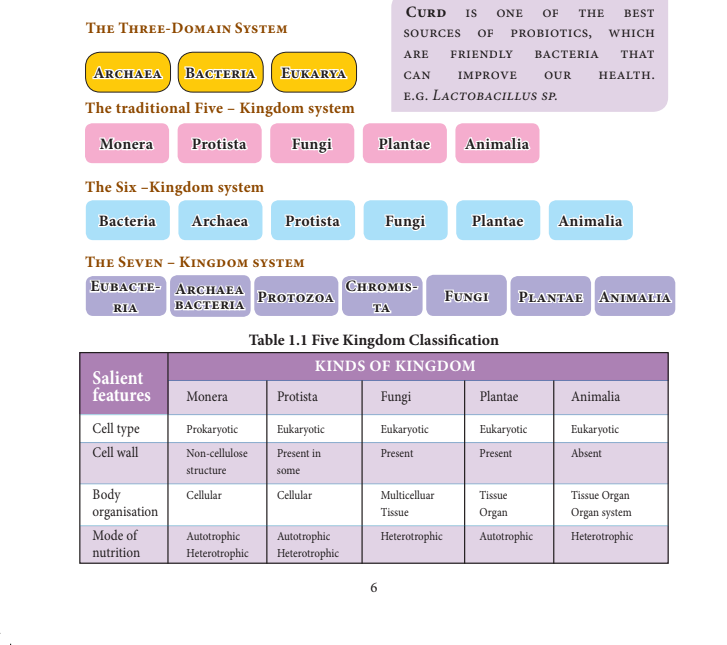 The Three-Domain System
Archaea Bacteria Eukarya
Curd is one of the best
sources of probiotics, which
are friendly bacteria that
can improve our health.
e.g. Lactobacillus sp.
The traditional Five – Kingdom system
Monera Protista Fungi Plantae Animalia
The Six –Kingdom system
Bacteria Archaea Protista Fungi Plantae Animalia
The Seven – Kingdom system
Eubacte-
ria
Archaea
bacteria
Protozoa
Chromis-
ta
Fungi
Plantae
Animalia
Table 1.1 Five Kingdom Classification
Salient
features
KINDS OF KINGDOM
Monera Protista Fungi Plantae Animalia
Cell type Prokaryotic Eukaryotic Eukaryotic Eukaryotic Eukaryotic
Cell wall Non-cellulose Present in Present Present Absent
structure some
Body Cellular Cellular Multicelluar Tissue Tissue Organ
organisation Tissue Organ Organ system
Mode of Autotrophic Autotrophic Heterotrophic Autotrophic Heterotrophic
nutrition Heterotrophic Heterotrophic
6